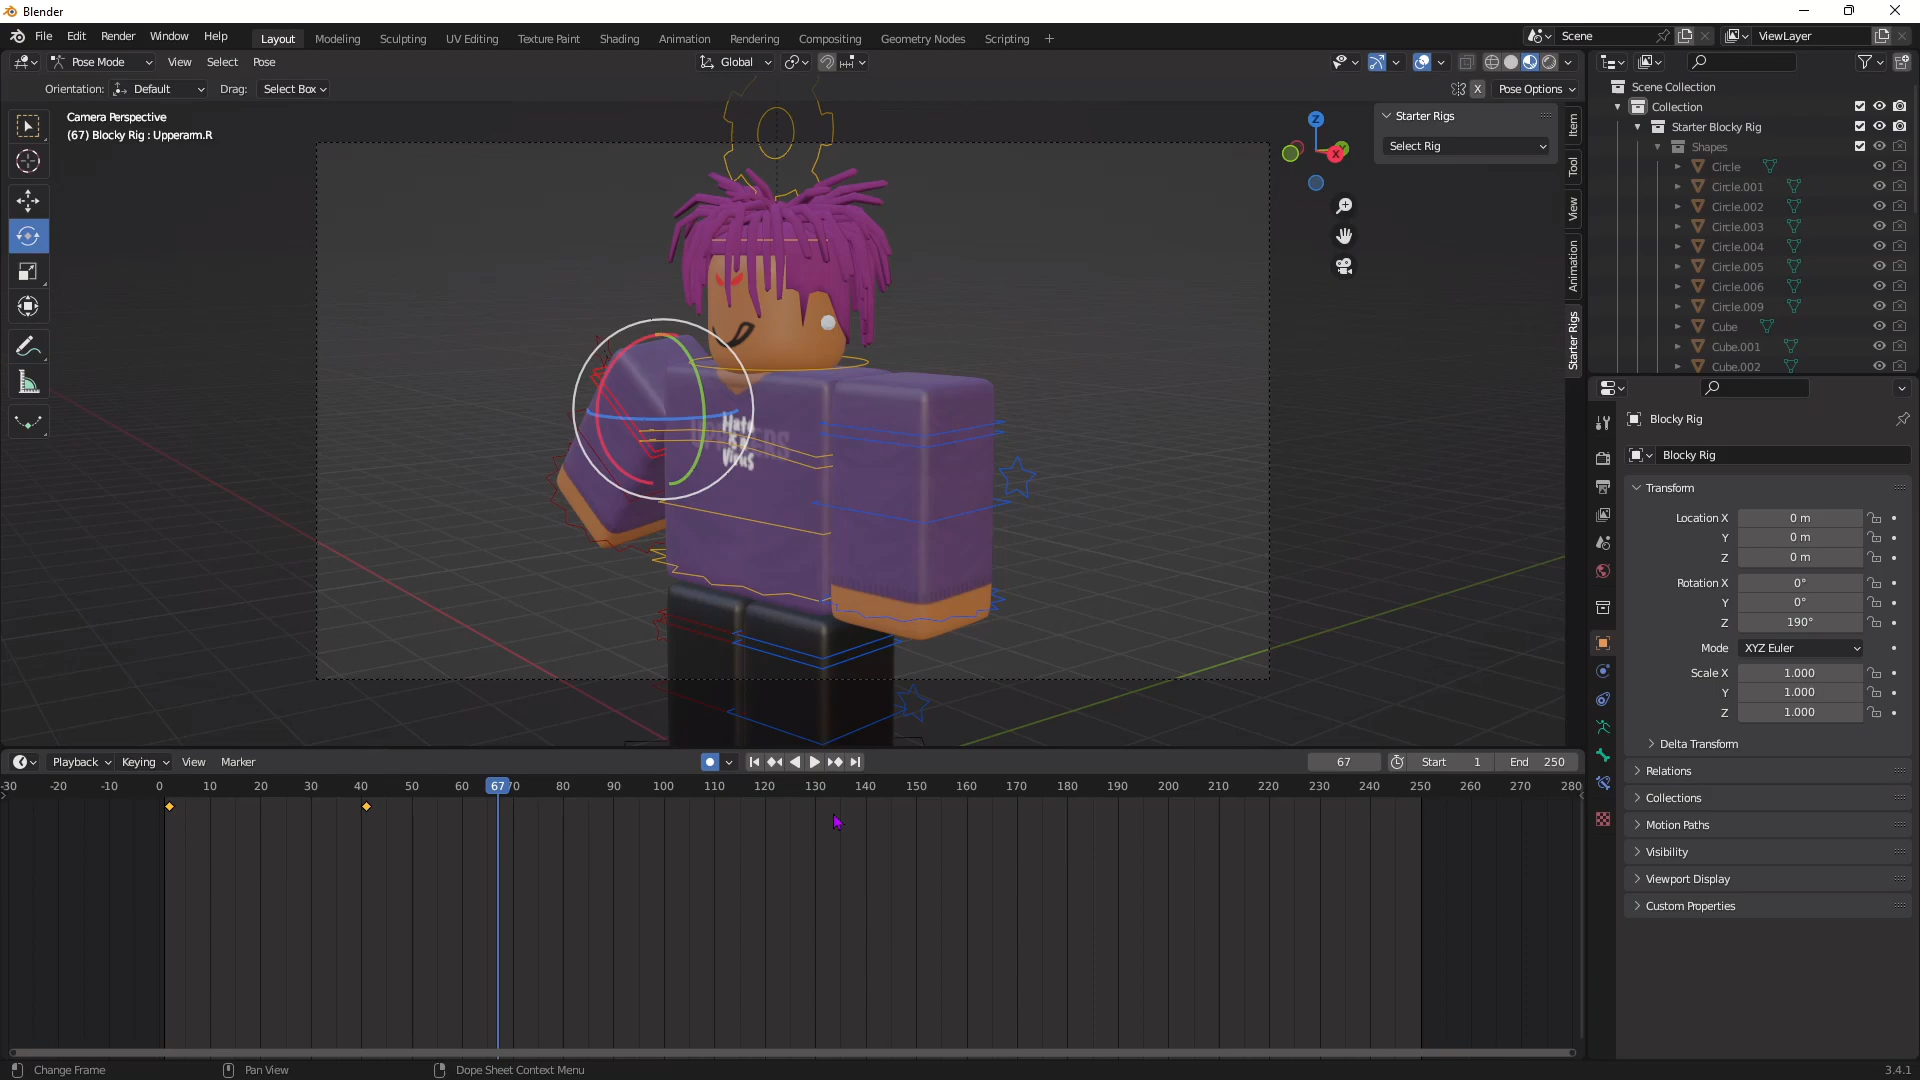 Blender
File Edit Render Window Help Layout Modeling Sculpting UV Editing Texture Paint Shading Animation Rendering Compositing Geometry Nodes Scripting + Scene ViewLayer
Pose Mode View Select Pose Global
Orientation: Default Drag: Select Box X Pose Options
Camera Perspective
(67) Blocky Rig : Upperarm.R
Starter Rigs
Select Rig
Z
X
Item
Tool
View
Animation
Starter Rigs
Hate
Is a
Virus
Scene Collection
Collection
Starter Blocky Rig
Shapes
Circle
Circle.001
Circle.002
Circle.003
Circle.004
Circle.005
Circle.006
Circle.009
Cube
Cube.001
Cube.002
Blocky Rig
Blocky Rig
Transform
Location X 0 m
Y 0 m
Z 0 m
Rotation X 0°
Y 0°
Z 190°
Mode XYZ Euler
Scale X 1.000
Y 1.000
Z 1.000
Delta Transform
Relations
Collections
Motion Paths
Visibility
Viewport Display
Custom Properties
Playback Keying View Marker 67 Start 1 End 250
-30 -20 -10 0 10 20 30 40 50 60 67 70 80 90 100 110 120 130 140 150 160 170 180 190 200 210 220 230 240 250 260 270 280
Change Frame Pan View Dope Sheet Context Menu 3.4.1